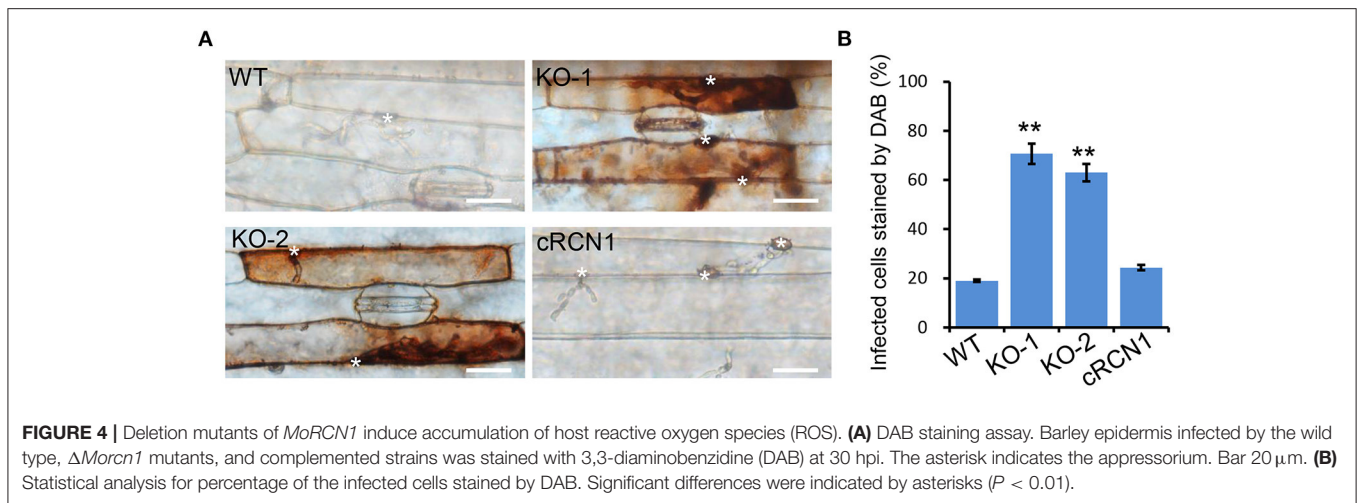 A
WT
*
KO-1
*
*
*
KO-2
*
*
cRCN1
*
*
*
B
Infected cells stained by DAB (%)
100
80
60
40
20
0
**
**
WT
KO-1
KO-2
cRCN1
FIGURE 4 | Deletion mutants of MoRCN1 induce accumulation of host reactive oxygen species (ROS). (A) DAB staining assay. Barley epidermis infected by the wild
type, ΔMorcn1 mutants, and complemented strains was stained with 3,3-diaminobenzidine (DAB) at 30 hpi. The asterisk indicates the appressorium. Bar 20 μm. (B)
Statistical analysis for percentage of the infected cells stained by DAB. Significant differences were indicated by asterisks (P < 0.01).